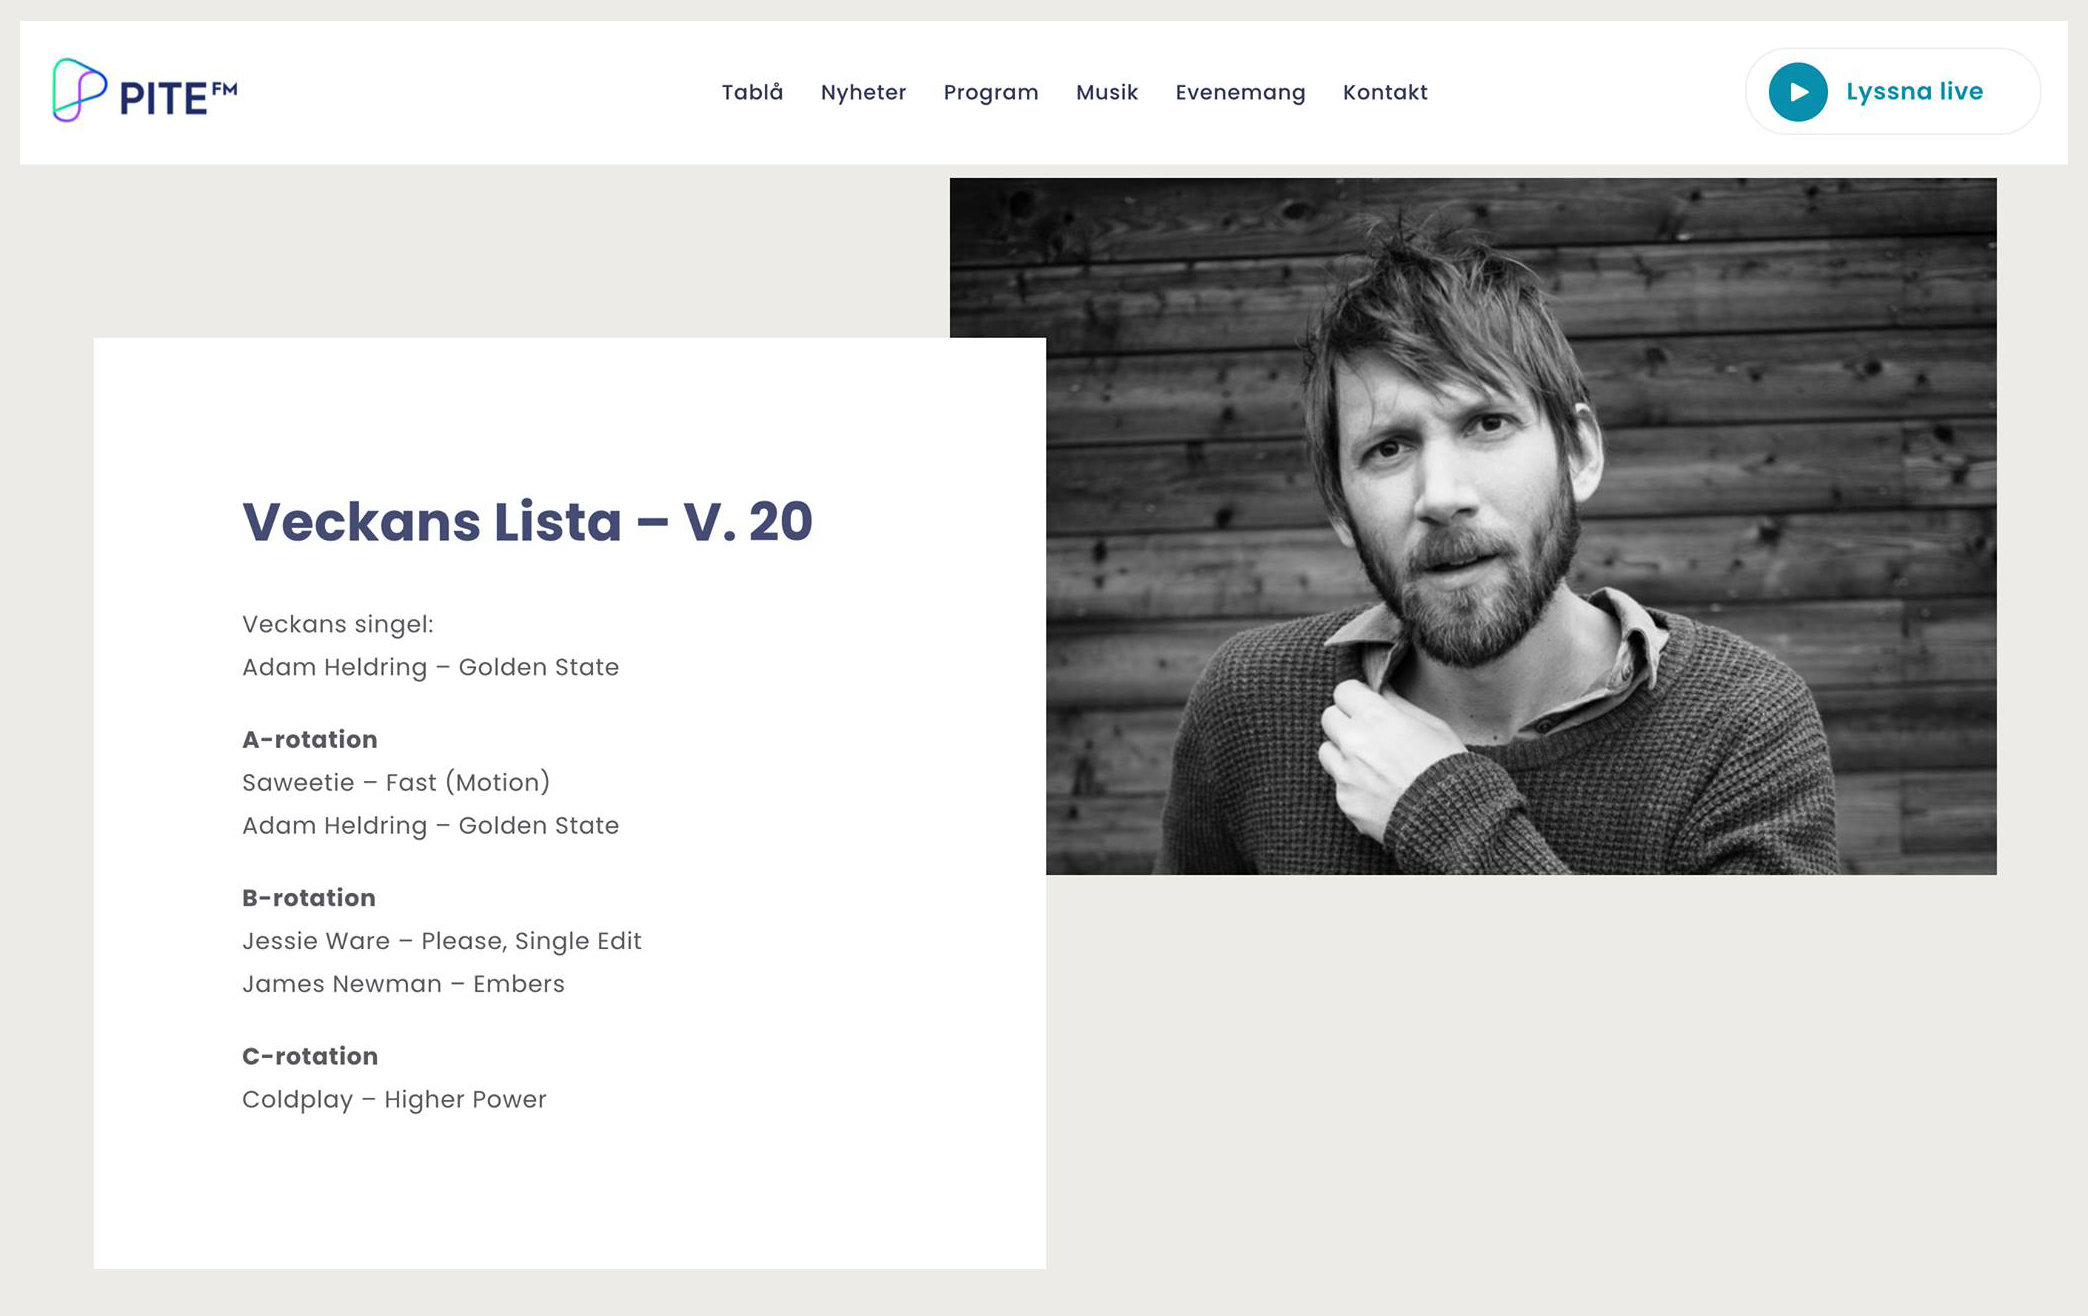 PITE FM
Tablå Nyheter Program Musik Evenemang Kontakt
Lyssna live
Veckans Lista – V. 20
Veckans singel:
Adam Heldring – Golden State
A-rotation
Saweetie – Fast (Motion)
Adam Heldring – Golden State
B-rotation
Jessie Ware – Please, Single Edit
James Newman – Embers
C-rotation
Coldplay – Higher Power